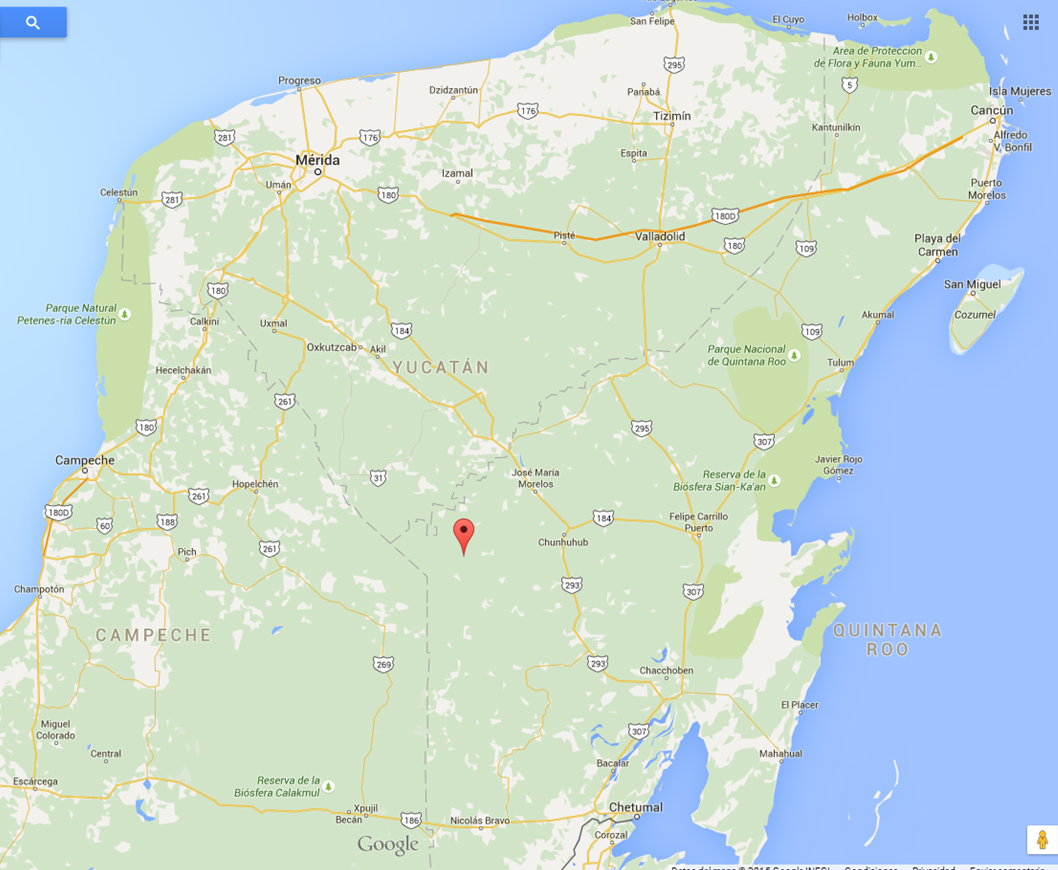 San Felipe
El Cuyo
Holbox
Area de Proteccion
de Flora y Fauna Yum...
295
5
Progreso
Dzidzantún
Panabá
Isla Mujeres
176
Tizimín
Cancún
281
176
Kantunilkín
Alfredo
V. Bonfil
Mérida
Espita
Izamal
Celestún
281
Umán
180
Puerto
Morelos
180D
Pisté
Valladolid
180
109
Playa del
Carmen
San Miguel
180
Parque Natural
Petenes-ría Celestún
Calkiní
Uxmal
184
Akumal
Cozumel
109
Oxkutzcab
Akil
Parque Nacional
de Quintana Roo
Tulum
YUCATÁN
Hecelchakán
261
180
295
307
Campeche
Javier Rojo
Gómez
31
José María
Morelos
Reserva de la
Biósfera Sian-Ka'an
Hopelchén
261
180D
60
188
184
Felipe Carrillo
Puerto
Pich
261
Chunhuhub
Champotón
293
307
CAMPECHE
QUINTANA
ROO
269
293
Chacchoben
El Placer
Miguel
Colorado
307
Central
Mahahual
Bacalar
Escárcega
Reserva de la
Biósfera Calakmul
Xpujil
Becán
186
Nicolás Bravo
Chetumal
Corozal
Google